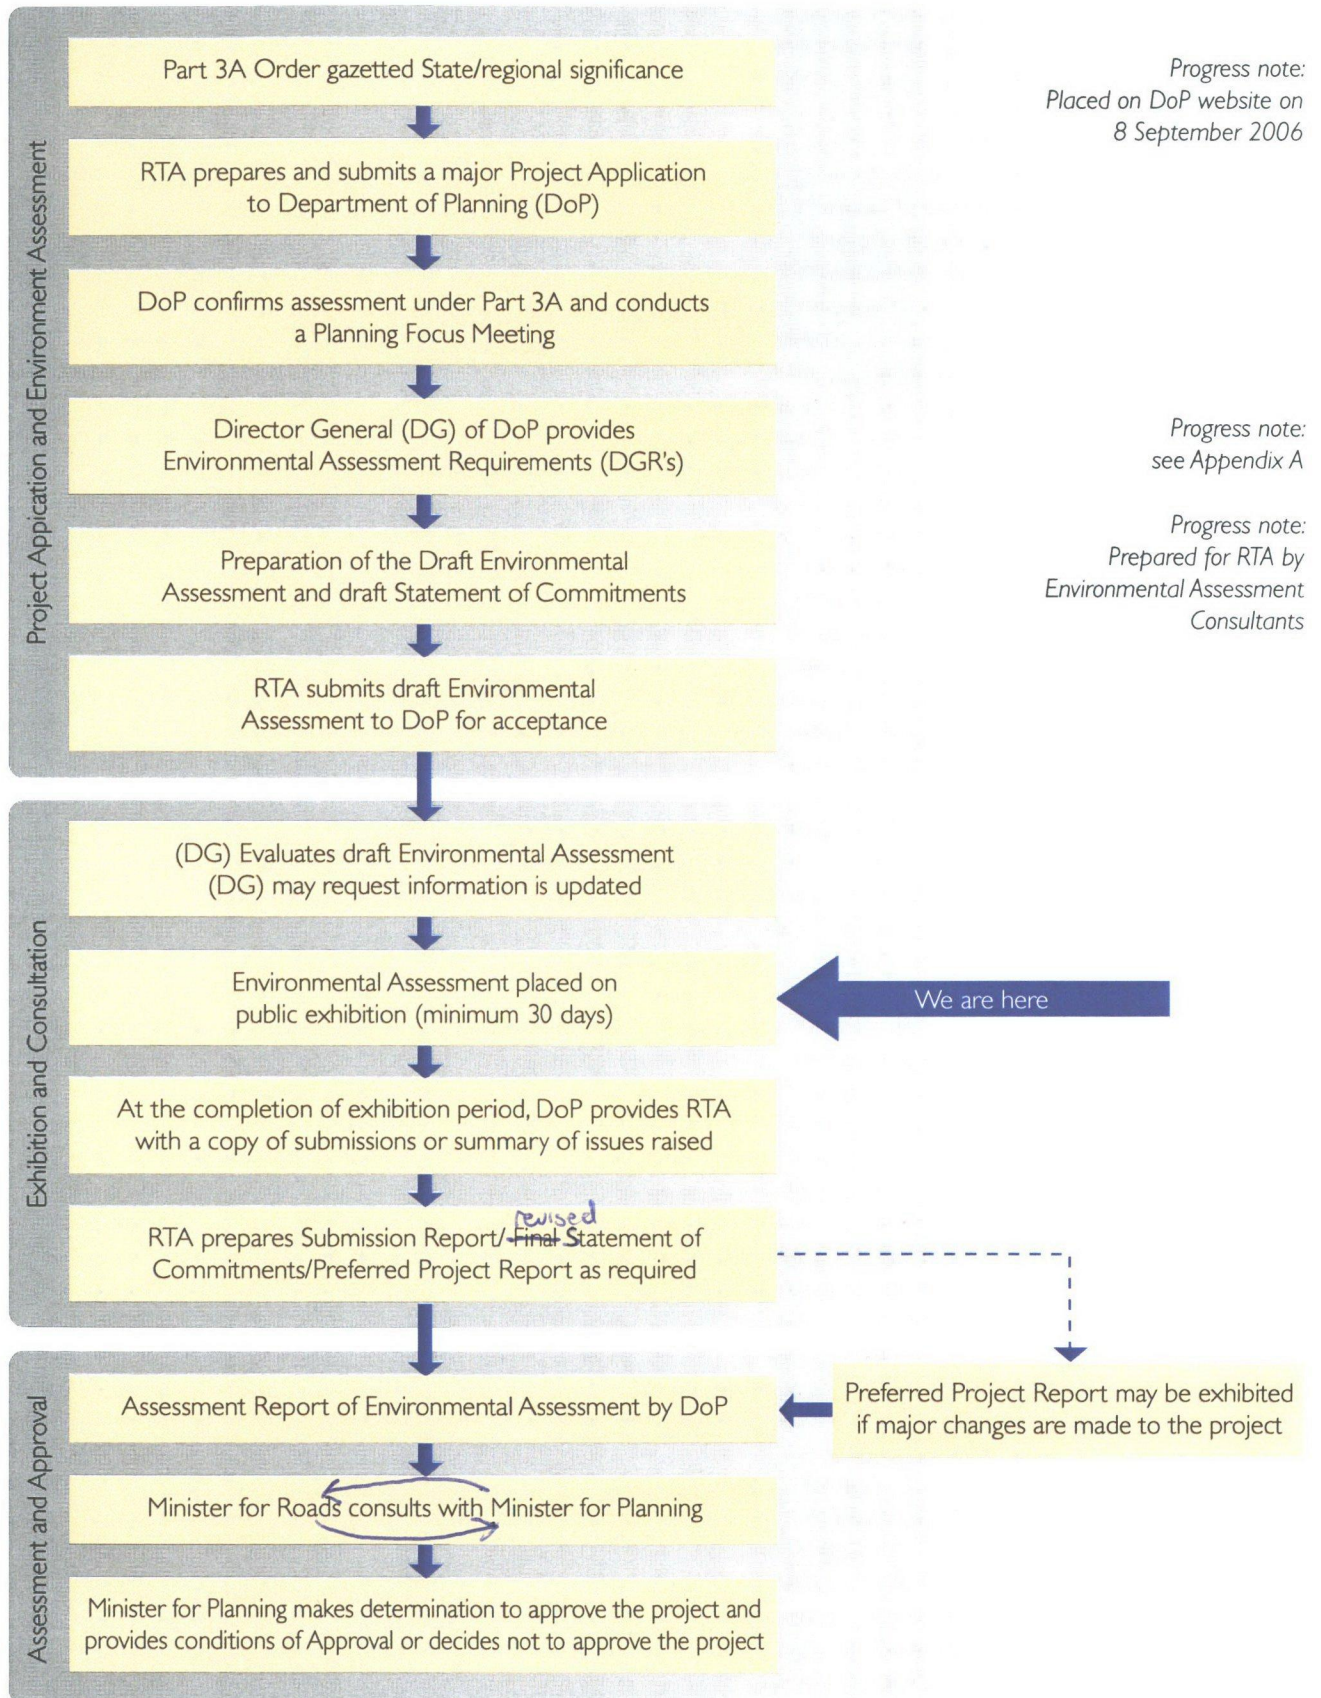 Project Appication and Environment Assessment
Part 3A Order gazetted State/regional significance
Progress note:
Placed on DoP website on
8 September 2006
RTA prepares and submits a major Project Application
to Department of Planning (DoP)
DoP confirms assessment under Part 3A and conducts
a Planning Focus Meeting
Director General (DG) of DoP provides
Environmental Assessment Requirements (DGR's)
Progress note:
see Appendix A
Preparation of the Draft Environmental
Assessment and draft Statement of Commitments
Progress note:
Prepared for RTA by
Environmental Assessment
Consultants
RTA submits draft Environmental
Assessment to DoP for acceptance
Exhibition and Consultation
(DG) Evaluates draft Environmental Assessment
(DG) may request information is updated
Environmental Assessment placed on
public exhibition (minimum 30 days)
We are here
At the completion of exhibition period, DoP provides RTA
with a copy of submissions or summary of issues raised
revised
RTA prepares Submission Report/ Final Statement of
Commitments/Preferred Project Report as required
Assessment and Approval
Assessment Report of Environmental Assessment by DoP
Preferred Project Report may be exhibited
if major changes are made to the project
Minister for Roads consults with Minister for Planning
Minister for Planning makes determination to approve the project and
provides conditions of Approval or decides not to approve the project